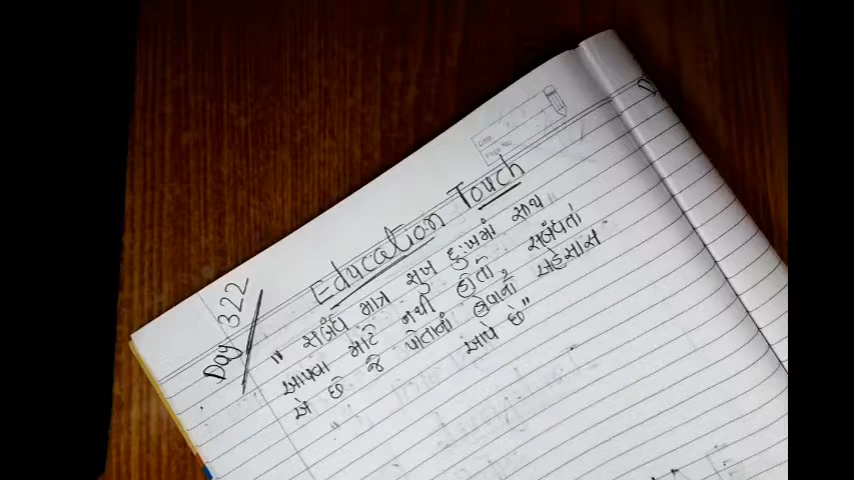 Day 322
Education Touch
" સબંધ માત્ર સુખ દુઃખમાં સાથ
આપવા માટે નથી હોતો સબંધતો
એ છે જે પોતાનાં હોવાનો અહેસાસ
આપે છે"